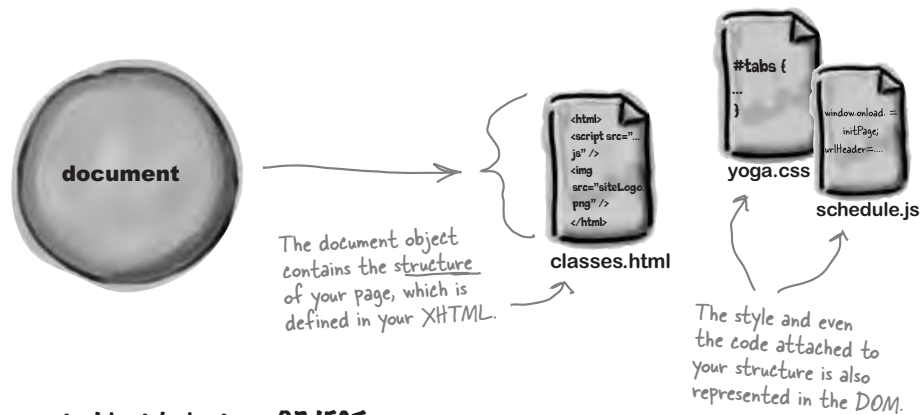 document
<html>
<script src="...
js" />
<img
src="siteLogo.
png" />
</html>
classes.html
The document object
contains the structure
of your page, which is
defined in your XHTML.
#tabs {
...
}
yoga.css
window.onload. =
initPage;
urlHeader=....
schedule.js
The style and even
the code attached to
your structure is also
represented in the DOM.
OBJECT